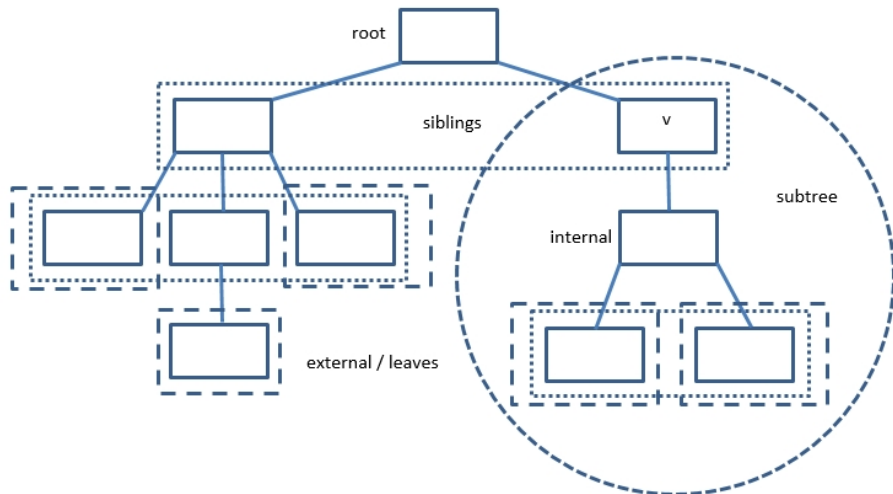 root
siblings
v
subtree
internal
external / leaves